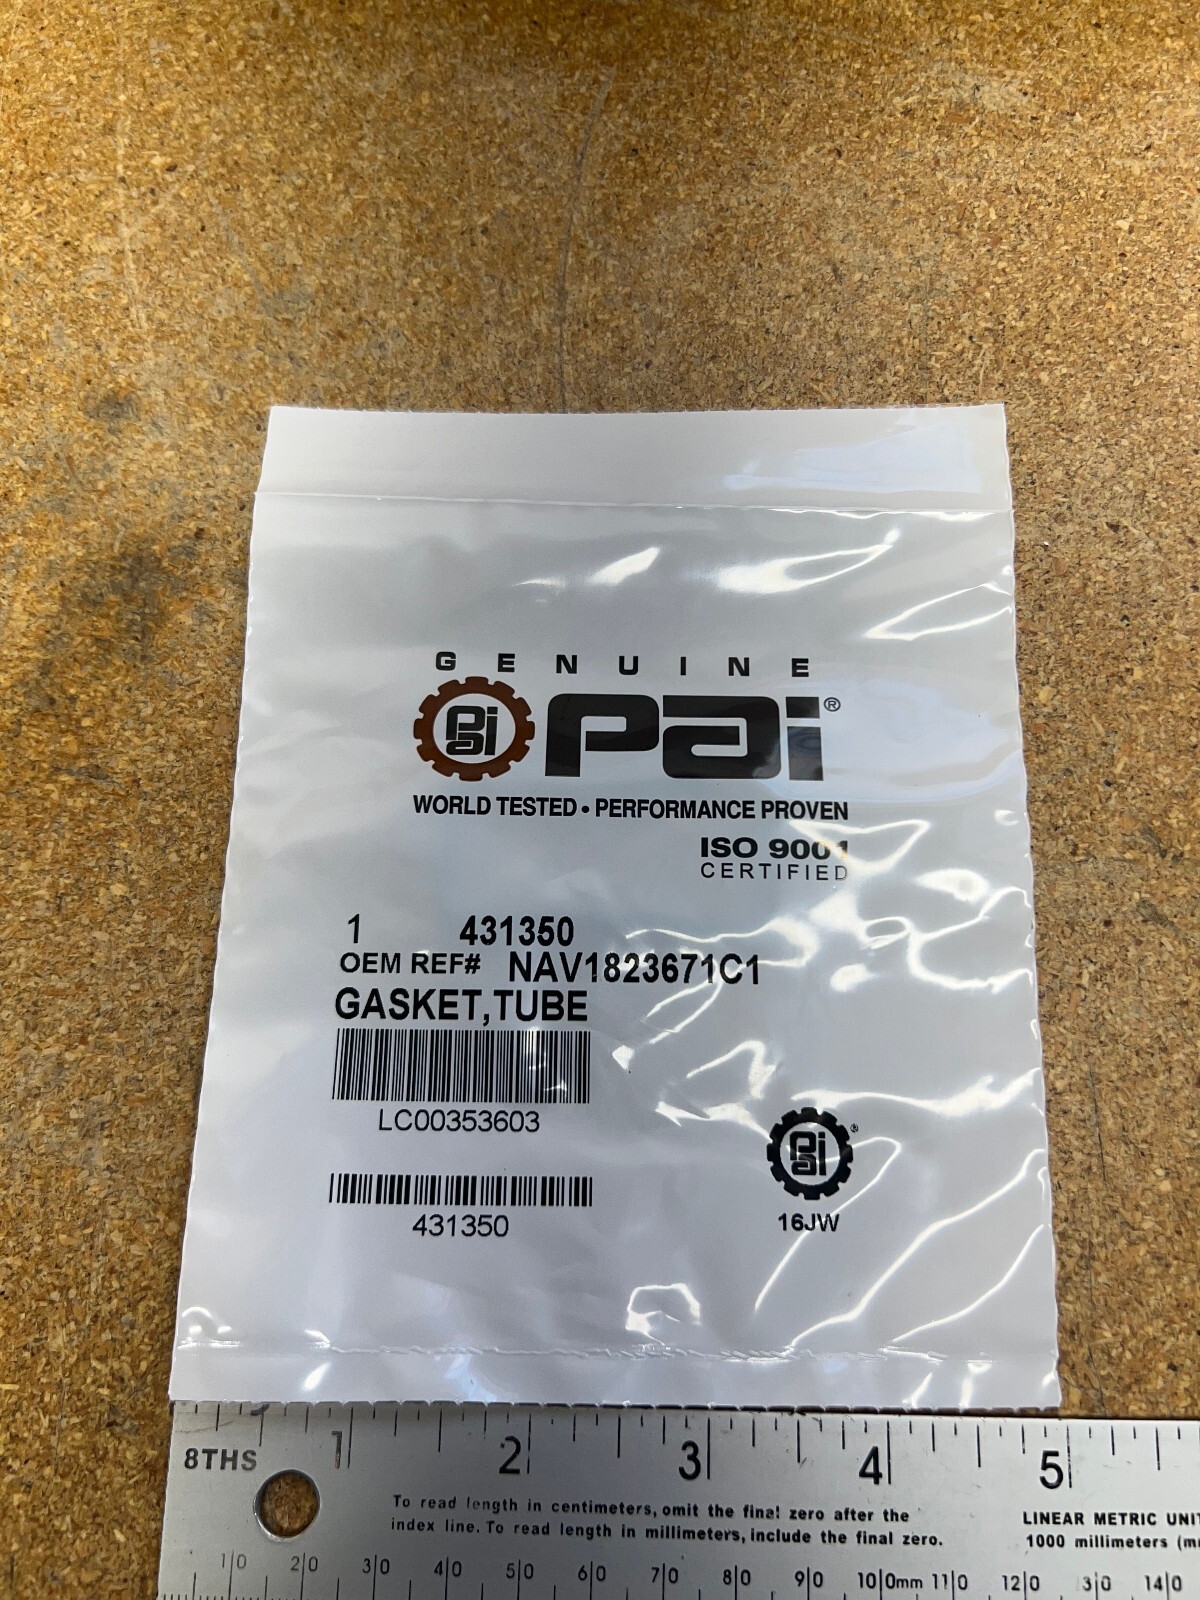 GENUINE
pai pai®
WORLD TESTED • PERFORMANCE PROVEN
ISO 9001
CERTIFIED
1 431350
OEM REF# NAV1823671C1
GASKET,TUBE
LC00353603
431350
pai®
16JW
8THS 1 2 3 4 5
To read length in centimeters, omit the final zero after the
index line. To read length in millimeters, include the final zero.
LINEAR METRIC UNIT
1000 millimeters (m
10 20 30 40 50 60 70 80 90 100mm 110 120 130 140